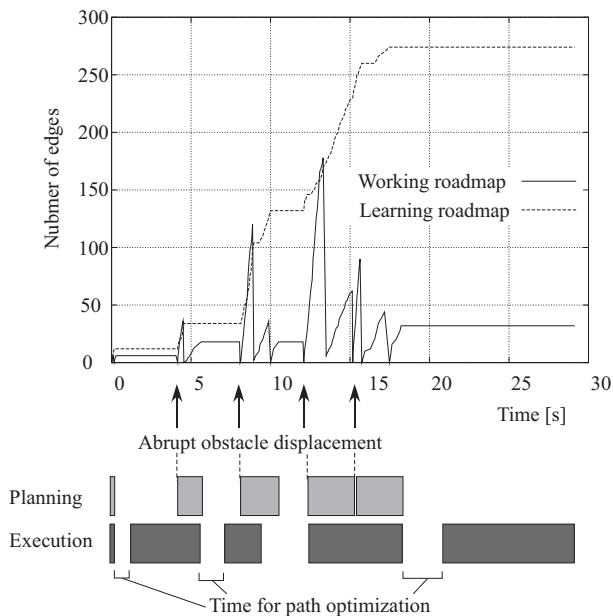 300
250
200
150
100
50
0
Nubmer of edges
Working roadmap
Learning roadmap
0 5 10 15 20 25 30
Time [s]
Abrupt obstacle displacement
Planning
Execution
Time for path optimization